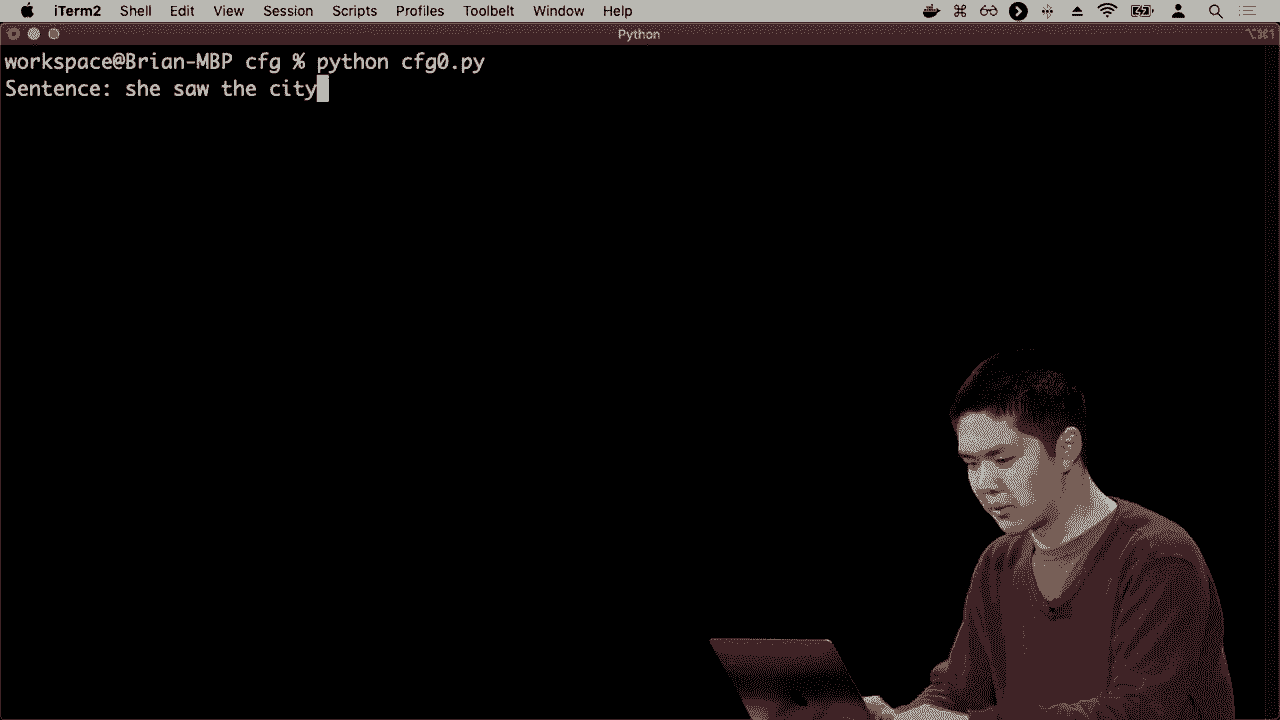 iTerm2 Shell Edit View Session Scripts Profiles Toolbelt Window Help
Python ⌥⌘1
workspace@Brian-MBP cfg % python cfg0.py
Sentence: she saw the city